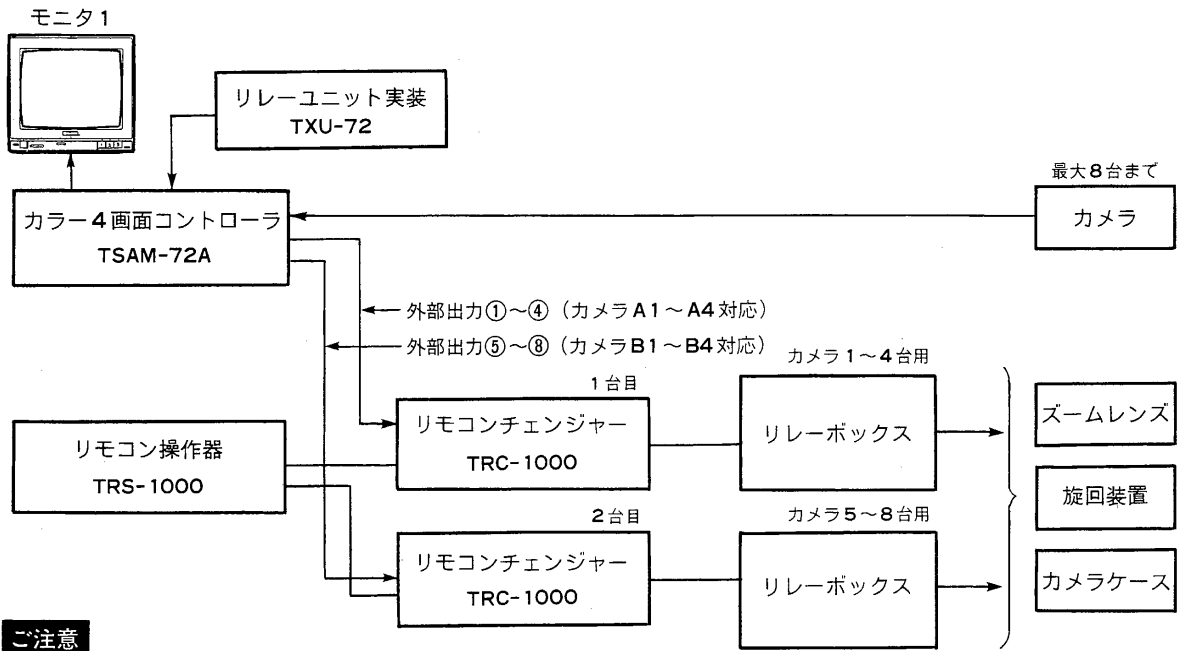 モニタ1
リレーユニット実装
TXU-72
最大8台まで
カメラ
カラー4画面コントローラ
TSAM-72A
外部出力①～④（カメラA1～A4対応）
外部出力⑤～⑧（カメラB1～B4対応）
カメラ1～4台用
1台目
リモコンチェンジャー
TRC-1000
リレーボックス
ズームレンズ
リモコン操作器
TRS-1000
旋回装置
2台目
カメラ5～8台用
リモコンチェンジャー
TRC-1000
リレーボックス
カメラケース
ご注意